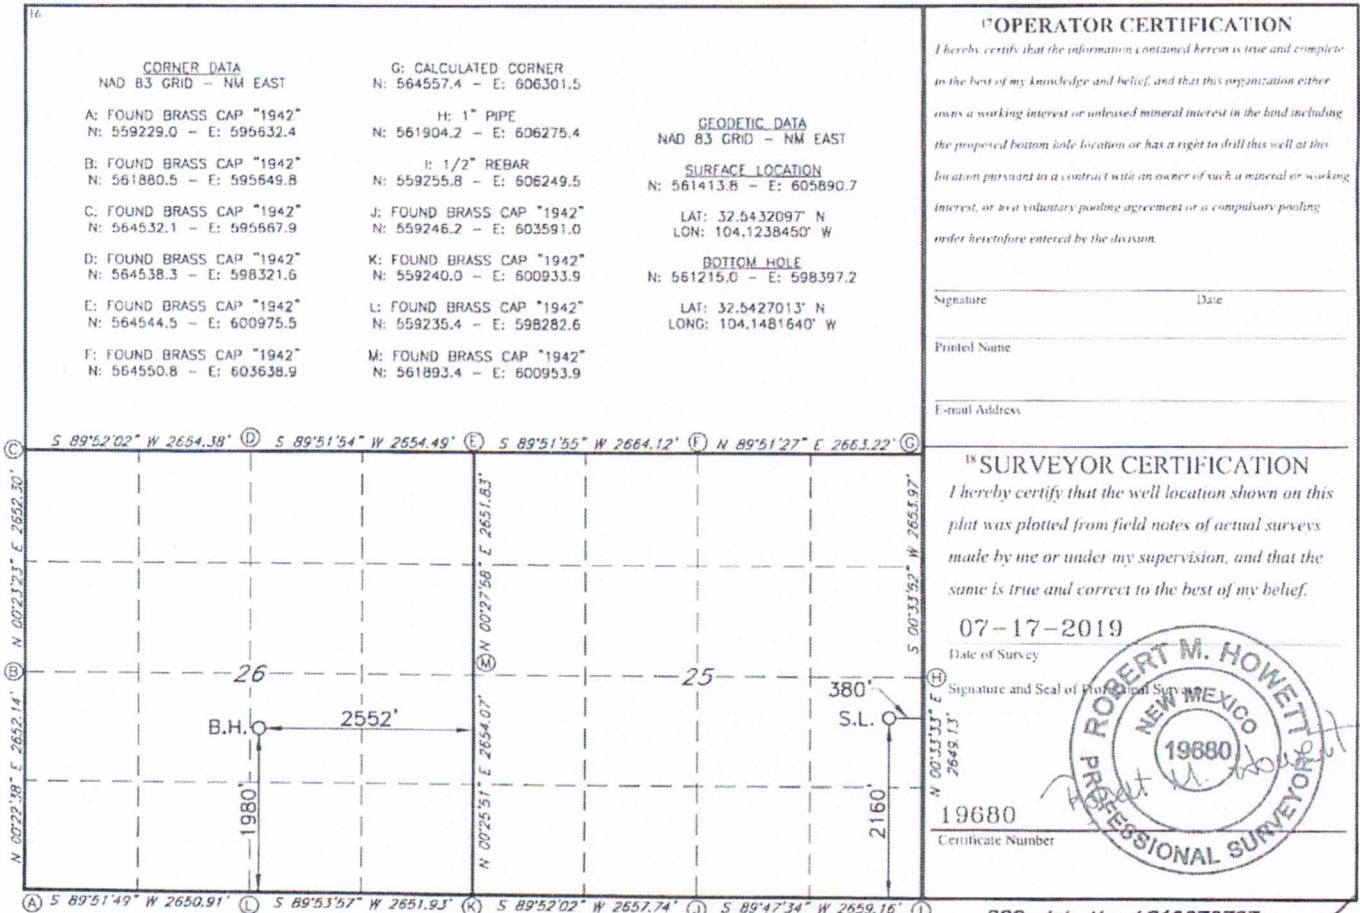 16
CORNER DATA
NAD 83 GRID – NM EAST
A: FOUND BRASS CAP "1942"
N: 559229.0 – E: 595632.4
B: FOUND BRASS CAP "1942"
N: 561880.5 – E: 595649.8
C: FOUND BRASS CAP "1942"
N: 564532.1 – E: 595667.9
D: FOUND BRASS CAP "1942"
N: 564538.3 – E: 598321.6
E: FOUND BRASS CAP "1942"
N: 564544.5 – E: 600975.5
F: FOUND BRASS CAP "1942"
N: 564550.8 – E: 603638.9
G: CALCULATED CORNER
N: 564557.4 – E: 606301.5
H: 1" PIPE
N: 561904.2 – E: 606275.4
I: 1/2" REBAR
N: 559255.8 – E: 606249.5
J: FOUND BRASS CAP "1942"
N: 559246.2 – E: 603591.0
K: FOUND BRASS CAP "1942"
N: 559240.0 – E: 600933.9
L: FOUND BRASS CAP "1942"
N: 559235.4 – E: 598282.6
M: FOUND BRASS CAP "1942"
N: 561893.4 – E: 600953.9
GEODETIC DATA
NAD 83 GRID – NM EAST
SURFACE LOCATION
N: 561413.8 – E: 605890.7
LAT: 32.5432097° N
LON: 104.1238450° W
BOTTOM HOLE
N: 561215.0 – E: 598397.2
LAT: 32.5427013° N
LONG: 104.1481640° W
17 OPERATOR CERTIFICATION
I hereby certify that the information contained herein is true and complete
to the best of my knowledge and belief, and that this organization either
owns a working interest or unleased mineral interest in the land including
the proposed bottom hole location or has a right to drill this well at this
location pursuant to a contract with an owner of such a mineral or working
interest, or to a voluntary pooling agreement or a compulsory pooling
order heretofore entered by the division.
Signature Date
Printed Name
E-mail Address
18 SURVEYOR CERTIFICATION
I hereby certify that the well location shown on this
plat was plotted from field notes of actual surveys
made by me or under my supervision, and that the
same is true and correct to the best of my belief.
07-17-2019
Date of Survey
Signature and Seal of Professional Surveyor
ROBERT M. HOWETT
NEW MEXICO
19680
PROFESSIONAL SURVEYOR
Robert M. Howett
19680
Certificate Number
C S 89°52'02" W 2654.38' D S 89°51'54" W 2654.49' E S 89°51'55" W 2664.12' F N 89°51'27" E 2663.22' G
N 00°23'23" E 2652.30'
N 00°27'58" E 2651.83'
S 00°33'52" W 2653.97'
B 26 M 25 H
380'
B.H. 2552' S.L.
1980'
2160'
N 00°22'38" E 2652.14'
N 00°25'51" E 2654.07'
N 00°33'33" E
2649.13'
A S 89°51'49" W 2650.91' L S 89°53'57" W 2651.93' K S 89°52'02" W 2657.74' J S 89°47'34" W 2659.16' I